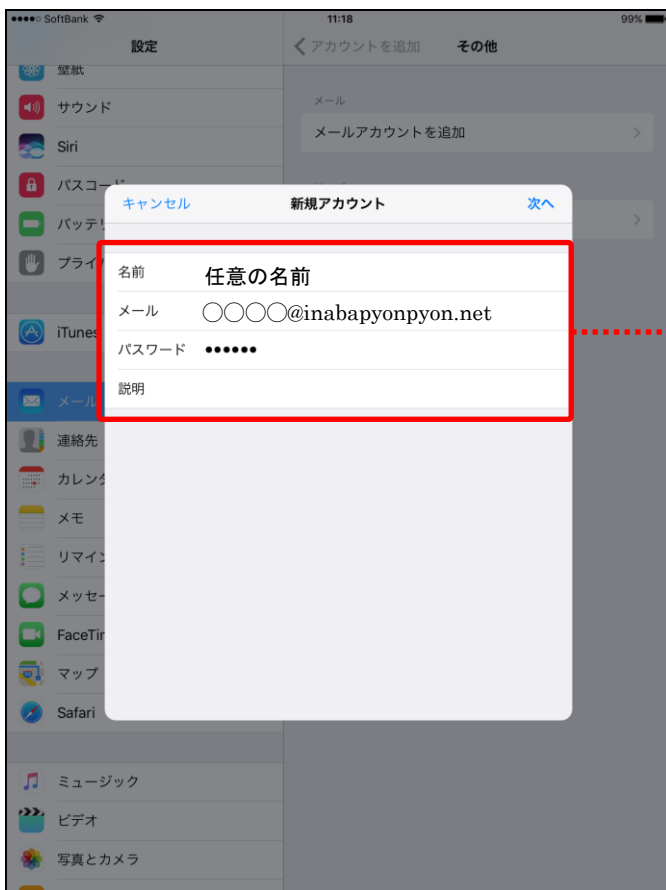 SoftBank 11:18 99%
設定
アカウントを追加 その他
壁紙
サウンド
Siri
パスコード
バッテリ
プライ
iTunes
メール
連絡先
カレンダ
メモ
リマイン
メッセー
FaceTim
マップ
Safari
ミュージック
ビデオ
写真とカメラ
メール
メールアカウントを追加
キャンセル 新規アカウント 次へ
名前 任意の名前
メール 〇〇〇〇@inabapyonpyon.net
パスワード ••••••
説明